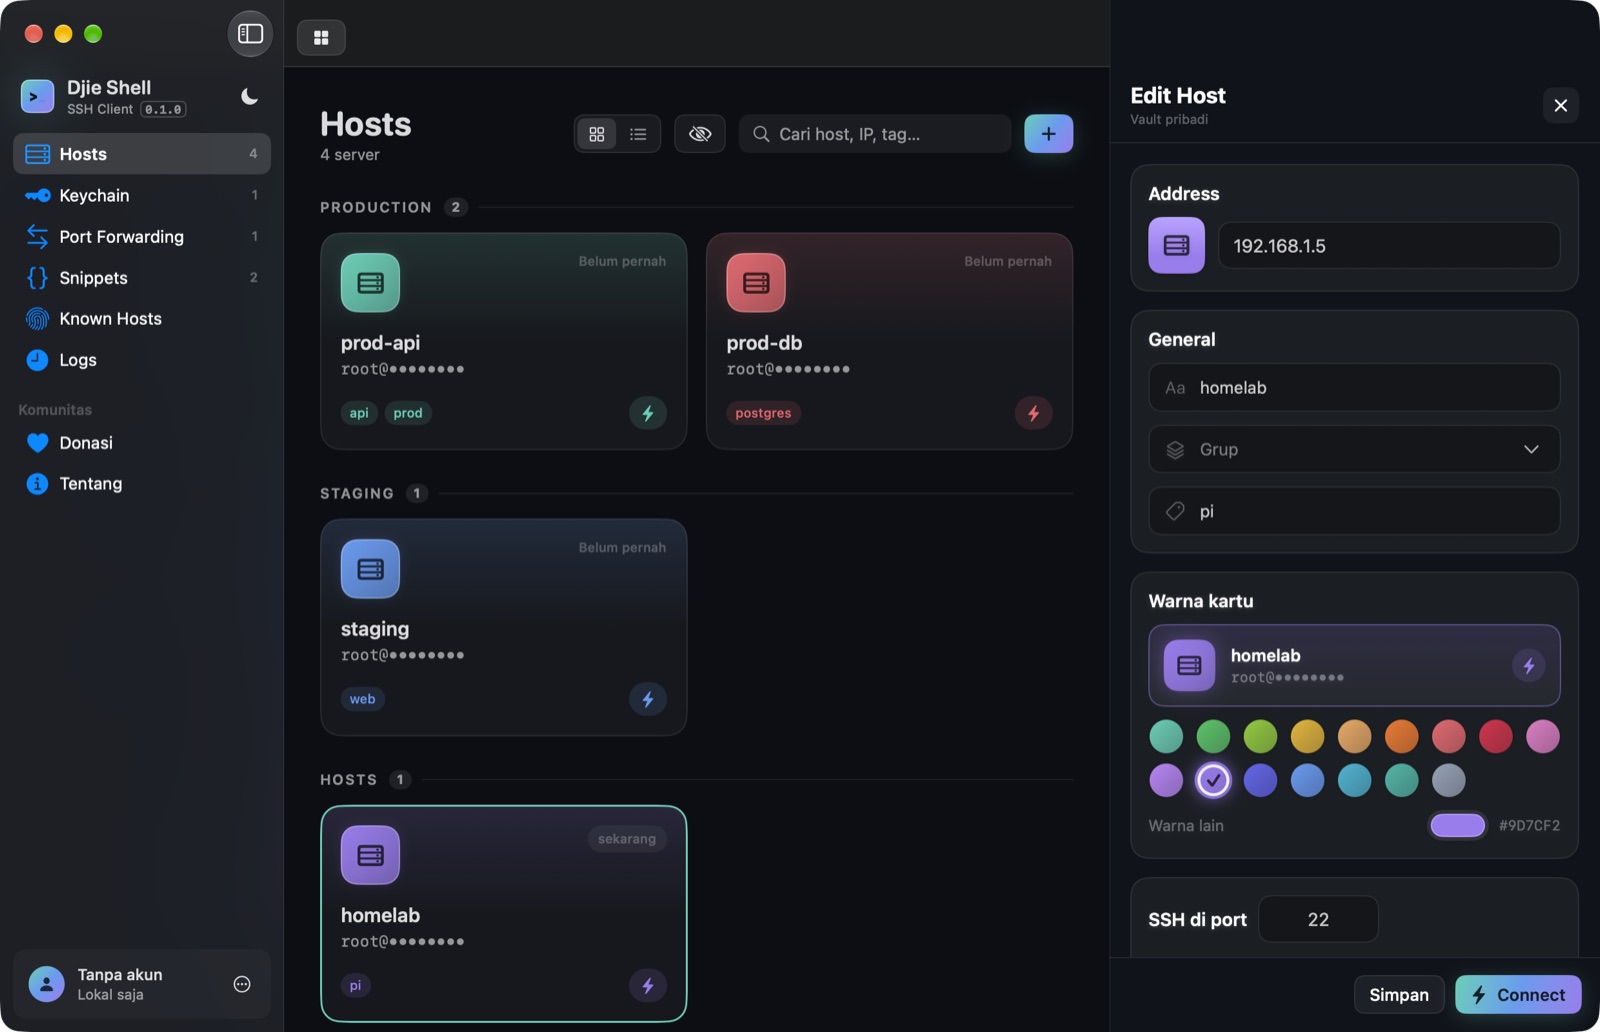 Djie Shell
SSH Client 0.1.0
Hosts 4
Keychain 1
Port Forwarding 1
Snippets 2
Known Hosts
Logs
Komunitas
Donasi
Tentang
Tanpa akun
Lokal saja
Hosts
4 server
Cari host, IP, tag...
PRODUCTION 2
Belum pernah
prod-api
root@••••••••
api prod
Belum pernah
prod-db
root@••••••••
postgres
STAGING 1
Belum pernah
staging
root@••••••••
web
HOSTS 1
sekarang
homelab
root@••••••••
pi
Edit Host
Vault pribadi
Address
192.168.1.5
General
Aa homelab
Grup
pi
Warna kartu
homelab
root@••••••••
Warna lain #9D7CF2
SSH di port 22
Simpan Connect